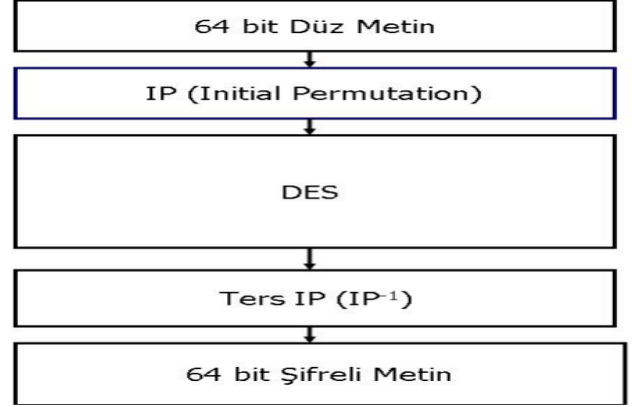 64 bit Düz Metin
IP (Initial Permutation)
DES
Ters IP (IP⁻¹)
64 bit Şifreli Metin